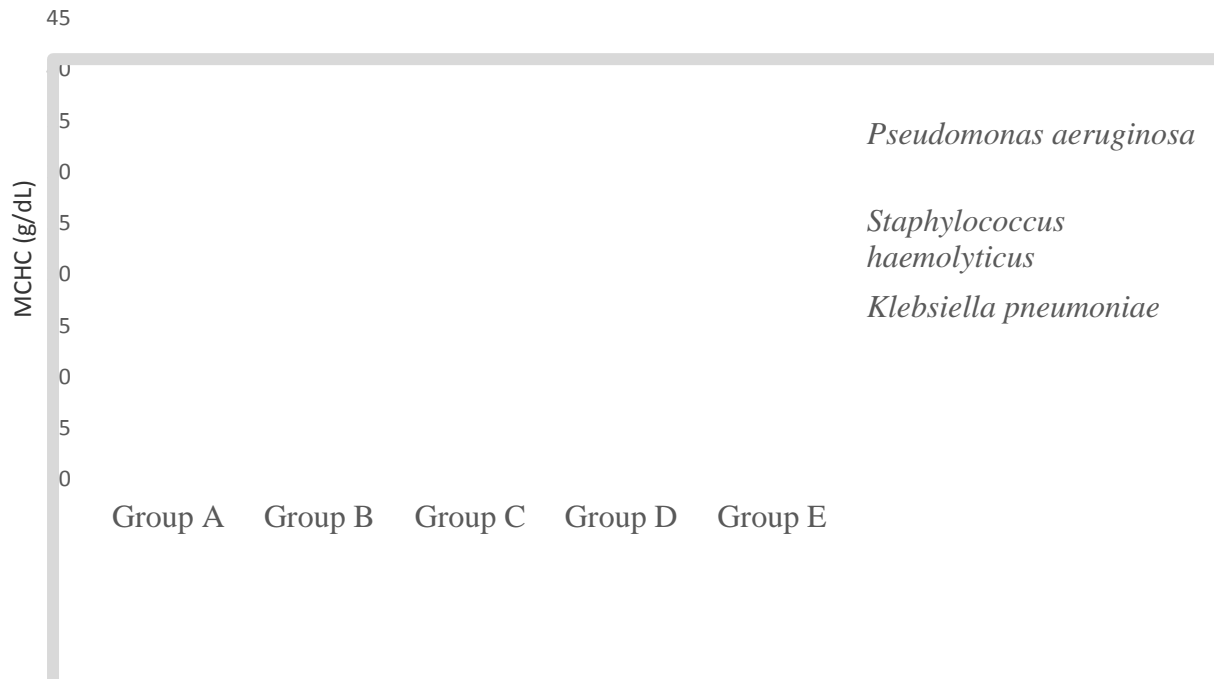 45
0
5
Pseudomonas aeruginosa
0
5
Staphylococcus
haemolyticus
0
Klebsiella pneumoniae
5
0
5
0
MCHC (g/dL)
Group A Group B Group C Group D Group E